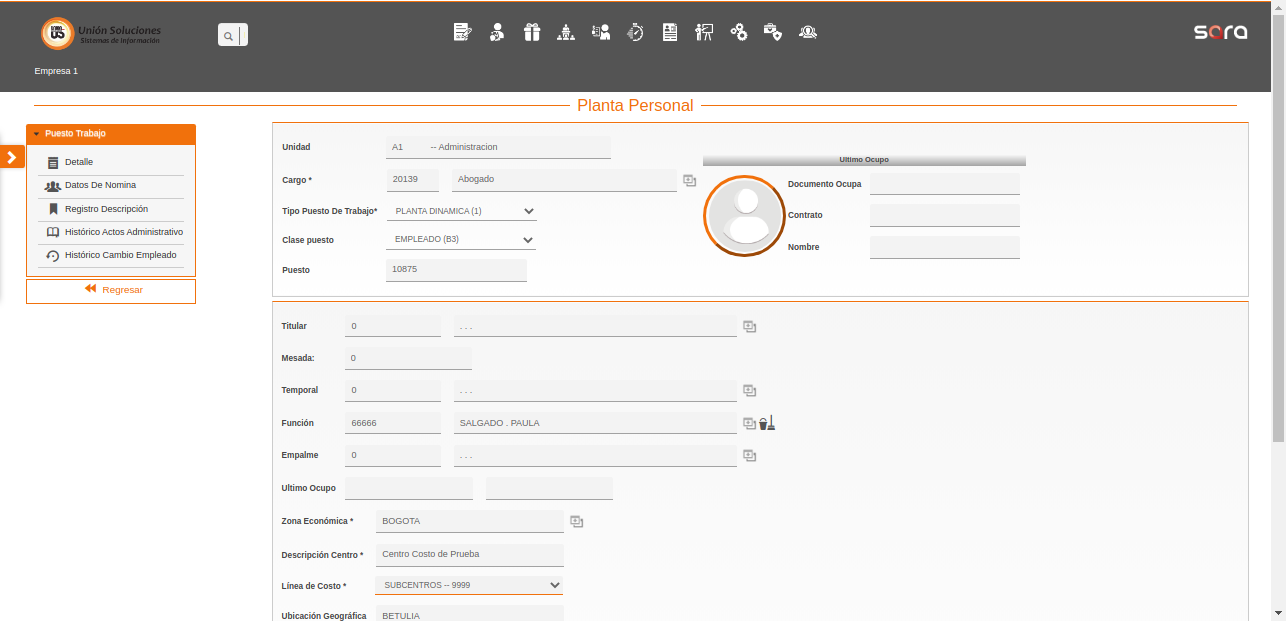 Unión Soluciones
Sistemas de Información
sara
Empresa 1
Planta Personal
Puesto Trabajo
Detalle
Datos De Nomina
Registro Descripción
Histórico Actos Administrativo
Histórico Cambio Empleado
Regresar
Unidad A1 -- Administracion
Cargo * 20139 Abogado
Tipo Puesto De Trabajo* PLANTA DINAMICA (1)
Clase puesto EMPLEADO (B3)
Puesto 10875
Ultimo Ocupo
Documento Ocupa
Contrato
Nombre
Titular 0 . . .
Mesada: 0
Temporal 0 . . .
Función 66666 SALGADO . PAULA
Empalme 0 . . .
Ultimo Ocupo
Zona Económica * BOGOTA
Descripción Centro * Centro Costo de Prueba
Línea de Costo * SUBCENTROS -- 9999
Ubicación Geográfica BETULIA